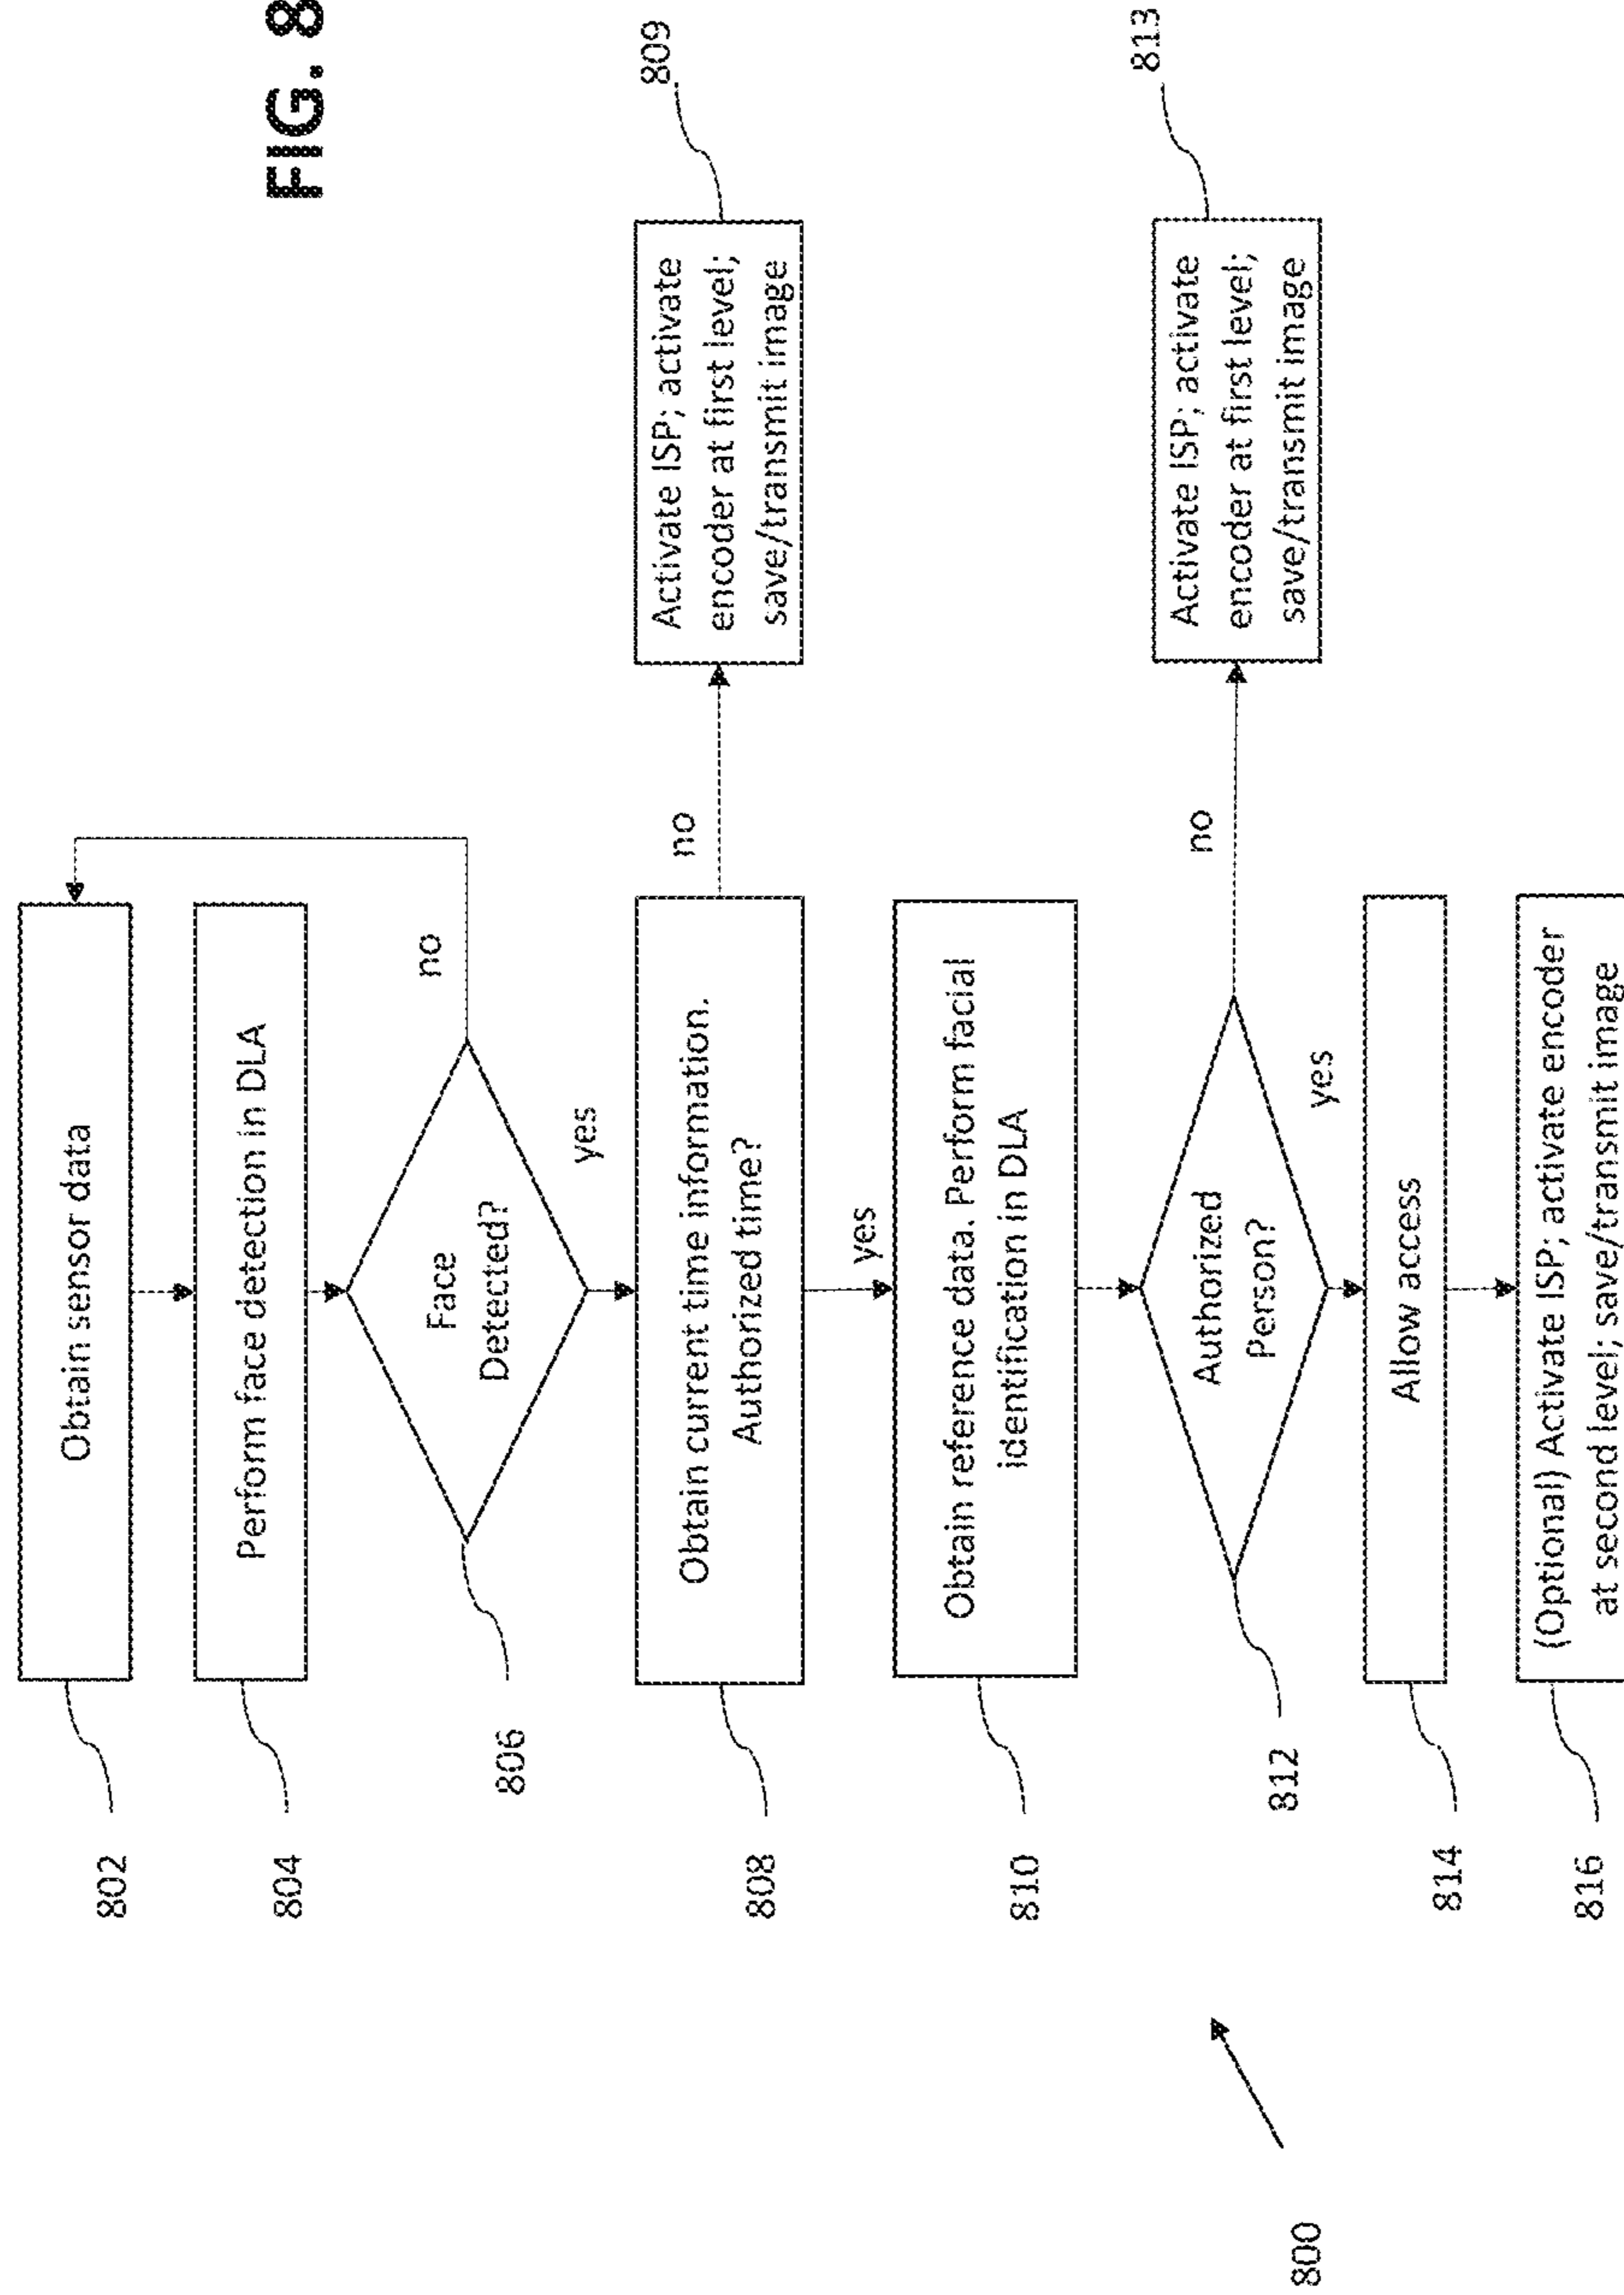 FIG. 8
802
Obtain sensor data
804
Perform face detection in DLA
806
Face
Detected?
no
yes
808
Obtain current time information.
Authorized time?
no
809
Activate ISP; activate
encoder at first level;
save/transmit image
yes
810
Obtain reference data. Perform facial
identification in DLA
812
Authorized
Person?
no
813
Activate ISP; activate
encoder at first level;
save/transmit image
yes
814
Allow access
816
(Optional) Activate ISP; activate encoder
at second level; save/transmit image
800